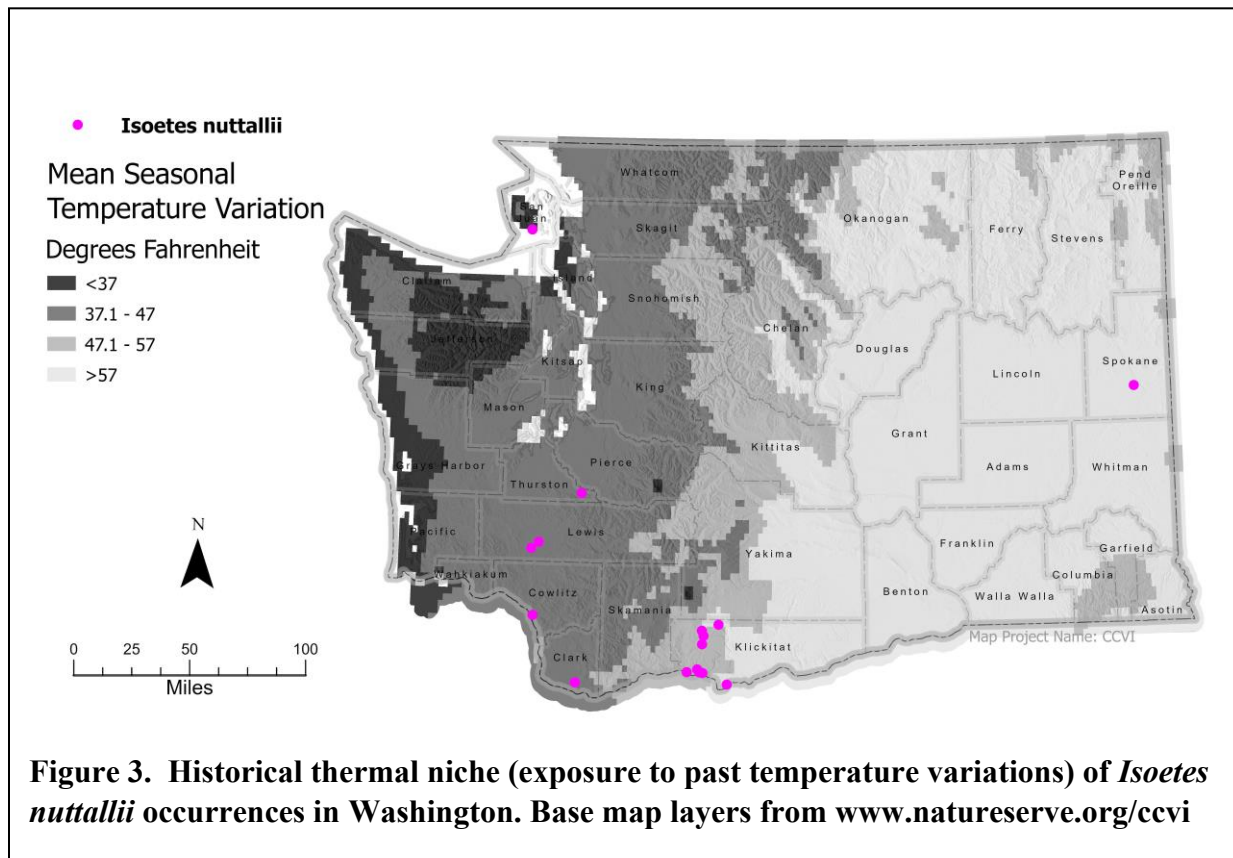 Isoetes nuttallii
Mean Seasonal
Temperature Variation
Degrees Fahrenheit
<37
37.1 - 47
47.1 - 57
>57
Whatcom
Pend
Oreille
San
Juan
Okanogan
Skagit
Ferry
Stevens
Island
Clallam
Snohomish
Chelan
Jefferson
Douglas
Kitsap
Spokane
Lincoln
King
Mason
Grant
Kittitas
Grays Harbor
Pierce
Adams
Whitman
Thurston
N
Pacific
Lewis
Franklin
Garfield
Yakima
Wahkiakum
Columbia
Cowlitz
Benton
Walla Walla
Asotin
Skamania
Map Project Name: CCVI
Klickitat
Clark
0 25 50 100
Miles
Figure 3. Historical thermal niche (exposure to past temperature variations) of Isoetes
nuttallii occurrences in Washington. Base map layers from www.natureserve.org/ccvi